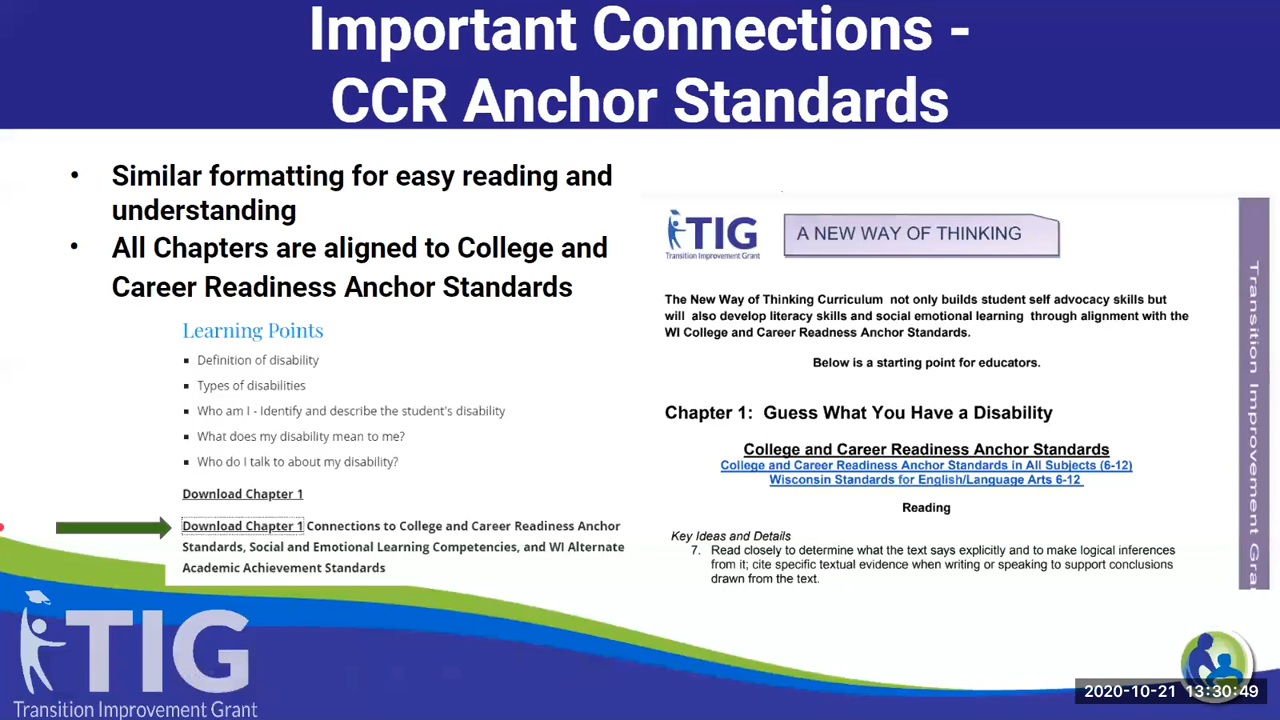 Important Connections -
CCR Anchor Standards
• Similar formatting for easy reading and
understanding
• All Chapters are aligned to College and
Career Readiness Anchor Standards
Learning Points
▪ Definition of disability
▪ Types of disabilities
▪ Who am I - Identify and describe the student's disability
▪ What does my disability mean to me?
▪ Who do I talk to about my disability?
Download Chapter 1
Download Chapter 1 Connections to College and Career Readiness Anchor
Standards, Social and Emotional Learning Competencies, and WI Alternate
Academic Achievement Standards
TIG
Transition Improvement Grant
A NEW WAY OF THINKING
The New Way of Thinking Curriculum not only builds student self advocacy skills but
will also develop literacy skills and social emotional learning through alignment with the
WI College and Career Readness Anchor Standards.
Below is a starting point for educators.
Chapter 1: Guess What You Have a Disability
College and Career Readiness Anchor Standards
College and Career Readiness Anchor Standards in All Subjects (6-12)
Wisconsin Standards for English/Language Arts 6-12
Reading
Key Ideas and Details
7. Read closely to determine what the text says explicitly and to make logical inferences
from it; cite specific textual evidence when writing or speaking to support conclusions
drawn from the text.
Transition Improvement Gra
TIG
Transition Improvement Grant
2020-10-21 13:30:49